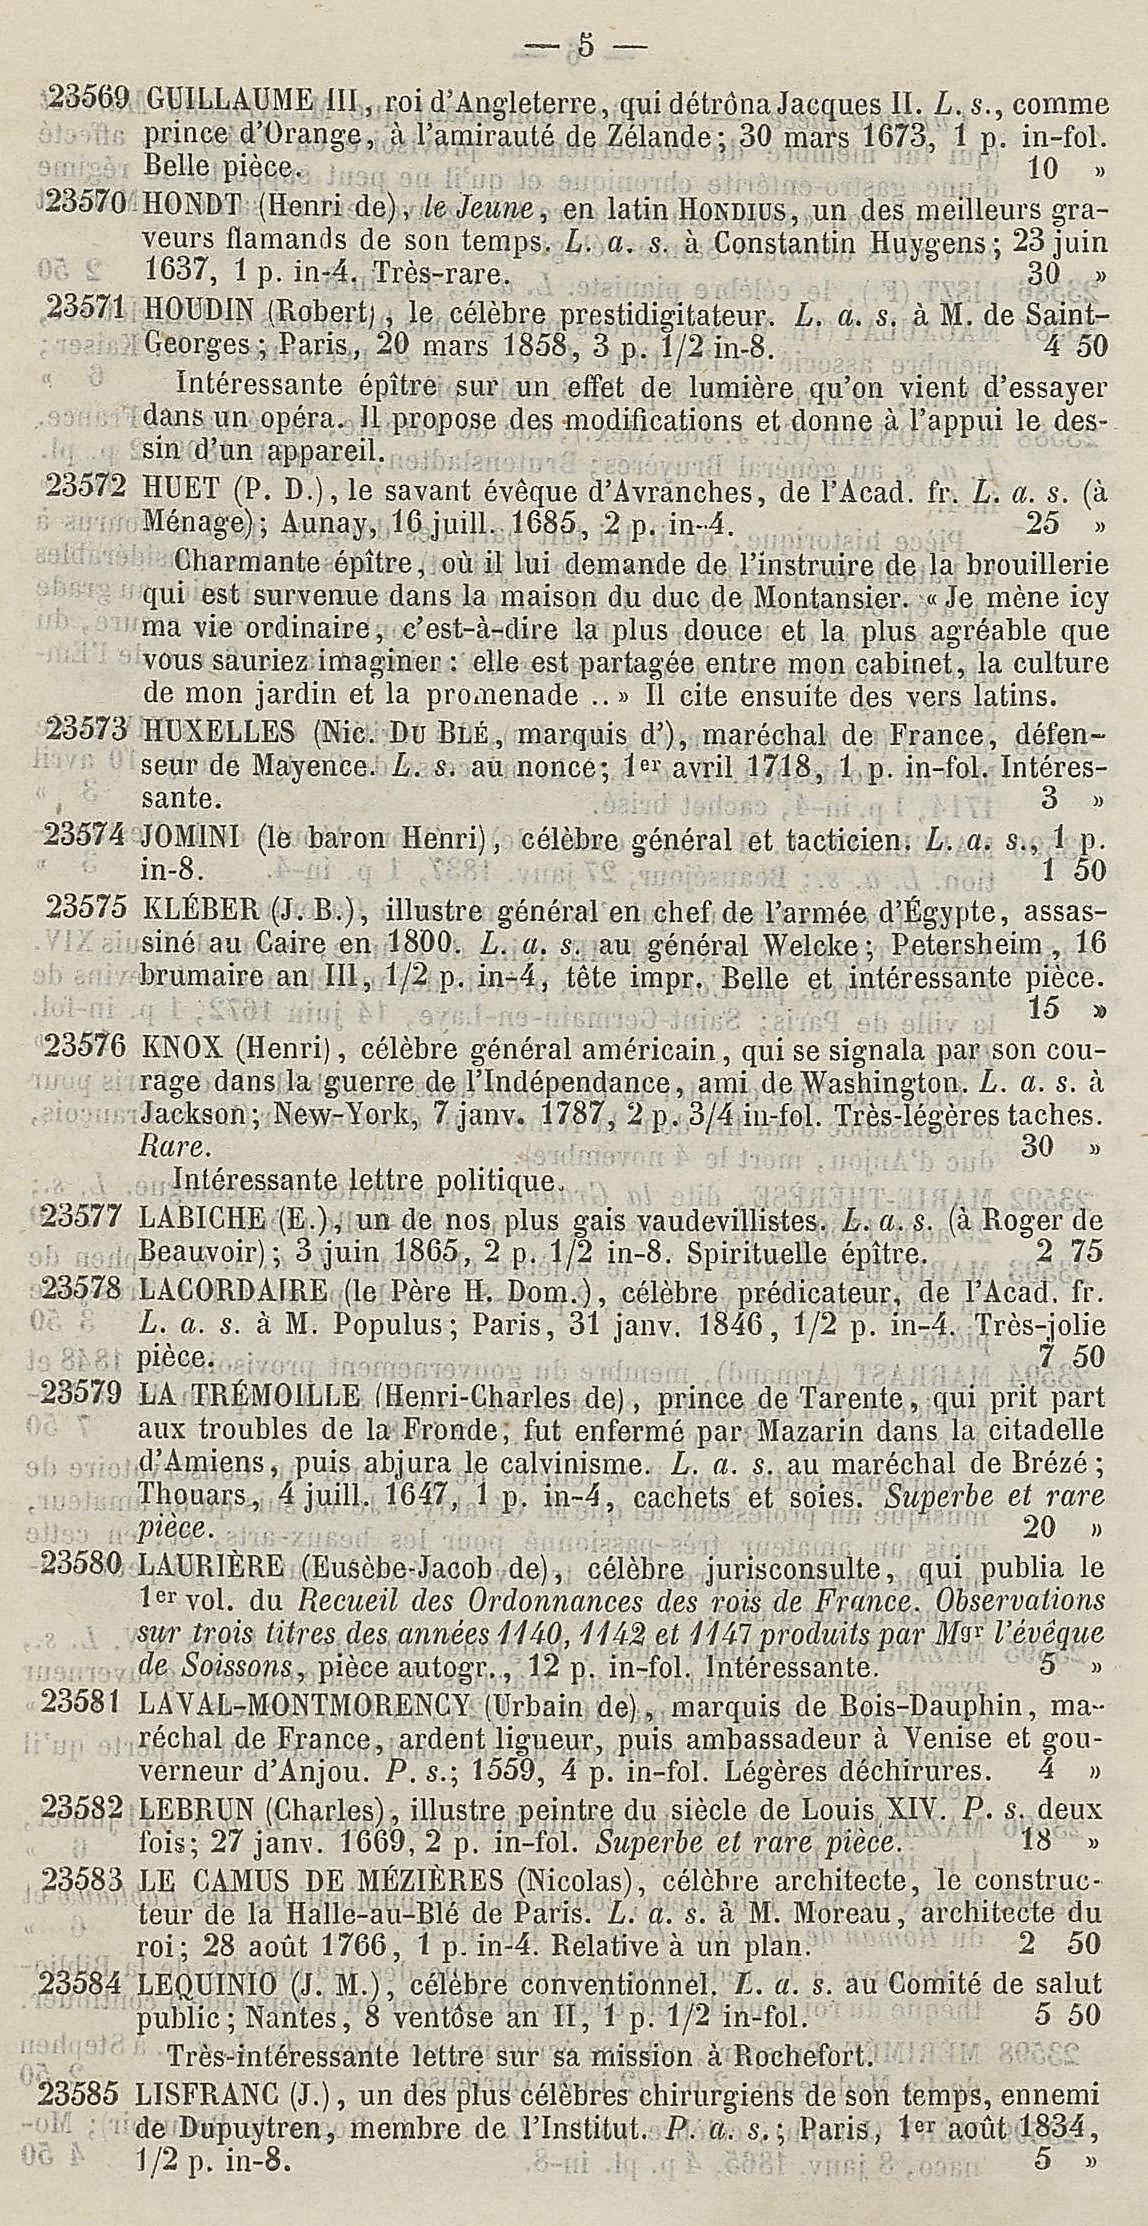 — 5 —
23569 GUILLAUME III, roi d'Angleterre, qui détrôna Jacques II. L. s., comme
prince d'Orange, à l'amirauté de Zélande; 30 mars 1673, 1 p. in-fol.
Belle pièce. 10 »
23570 HONDT (Henri de), le Jeune, en latin HONDIUS, un des meilleurs gra-
veurs flamands de son temps. L. a. s. à Constantin Huygens; 23 juin
1637, 1 p. in-4. Très-rare. 30 »
23571 HOUDIN (Robert), le célèbre prestidigitateur. L. a. s. à M. de Saint-
Georges; Paris, 20 mars 1858, 3 p. 1/2 in-8. 4 50
Intéressante épître sur un effet de lumière qu'on vient d'essayer
dans un opéra. Il propose des modifications et donne à l'appui le des-
sin d'un appareil.
23572 HUET (P. D.), le savant évêque d'Avranches, de l'Acad. fr. L. a. s. (à
Ménage); Aunay, 16 juill. 1685, 2 p. in-4. 25 »
Charmante épître, où il lui demande de l'instruire de la brouillerie
qui est survenue dans la maison du duc de Montansier. « Je mène icy
ma vie ordinaire, c'est-à-dire la plus douce et la plus agréable que
vous sauriez imaginer : elle est partagée entre mon cabinet, la culture
de mon jardin et la promenade ..» Il cite ensuite des vers latins.
23573 HUXELLES (Nic. DU BLÉ, marquis d'), maréchal de France, défen-
seur de Mayence. L. s. au nonce; 1er avril 1718, 1 p. in-fol. Intéres-
sante. 3 »
23574 JOMINI (le baron Henri), célèbre général et tacticien. L. a. s., 1 p.
in-8. 1 50
23575 KLÉBER (J. B.), illustre général en chef de l'armée d'Égypte, assas-
siné au Caire en 1800. L. a. s. au général Welcke; Petersheim, 16
brumaire an III, 1/2 p. in-4, tête impr. Belle et intéressante pièce.
15 »
23576 KNOX (Henri), célèbre général américain, qui se signala par son cou-
rage dans la guerre de l'Indépendance, ami de Washington. L. a. s. à
Jackson; New-York, 7 janv. 1787, 2 p. 3/4 in-fol. Très-légères taches.
Rare. 30 »
Intéressante lettre politique.
23577 LABICHE (E.), un de nos plus gais vaudevillistes. L. a. s. (à Roger de
Beauvoir); 3 juin 1865, 2 p. 1/2 in-8. Spirituelle épître. 2 75
23578 LACORDAIRE (le Père H. Dom.), célèbre prédicateur, de l'Acad. fr.
L. a. s. à M. Populus; Paris, 31 janv. 1846, 1/2 p. in-4. Très-jolie
pièce. 7 50
23579 LA TRÉMOILLE (Henri-Charles de), prince de Tarente, qui prit part
aux troubles de la Fronde; fut enfermé par Mazarin dans la citadelle
d'Amiens, puis abjura le calvinisme. L. a. s. au maréchal de Brézé;
Thouars, 4 juill. 1647, 1 p. in-4, cachets et soies. Superbe et rare
pièce. 20 »
23580 LAURIÈRE (Eusèbe-Jacob de), célèbre jurisconsulte, qui publia le
1er vol. du Recueil des Ordonnances des rois de France. Observations
sur trois titres des années 1140, 1142 et 1147 produits par Mgr l'évêque
de Soissons, pièce autogr., 12 p. in-fol. Intéressante. 5 »
23581 LAVAL-MONTMORENCY (Urbain de), marquis de Bois-Dauphin, ma-
réchal de France, ardent ligueur, puis ambassadeur à Venise et gou-
verneur d'Anjou. P. s.; 1559, 4 p. in-fol. Légères déchirures. 4 »
23582 LEBRUN (Charles), illustre peintre du siècle de Louis XIV. P. s. deux
fois; 27 janv. 1669, 2 p. in-fol. Superbe et rare pièce. 18 »
23583 LE CAMUS DE MÉZIÈRES (Nicolas), célèbre architecte, le construc-
teur de la Halle-au-Blé de Paris. L. a. s. à M. Moreau, architecte du
roi; 28 août 1766, 1 p. in-4. Relative à un plan. 2 50
23584 LEQUINIO (J. M.), célèbre conventionnel. L. a. s. au Comité de salut
public; Nantes, 8 ventôse an II, 1 p. 1/2 in-fol. 5 50
Très-intéressante lettre sur sa mission à Rochefort.
23585 LISFRANC (J.), un des plus célèbres chirurgiens de son temps, ennemi
de Dupuytren, membre de l'Institut. P. a. s.; Paris, 1er août 1834,
1/2 p. in-8. 5 »